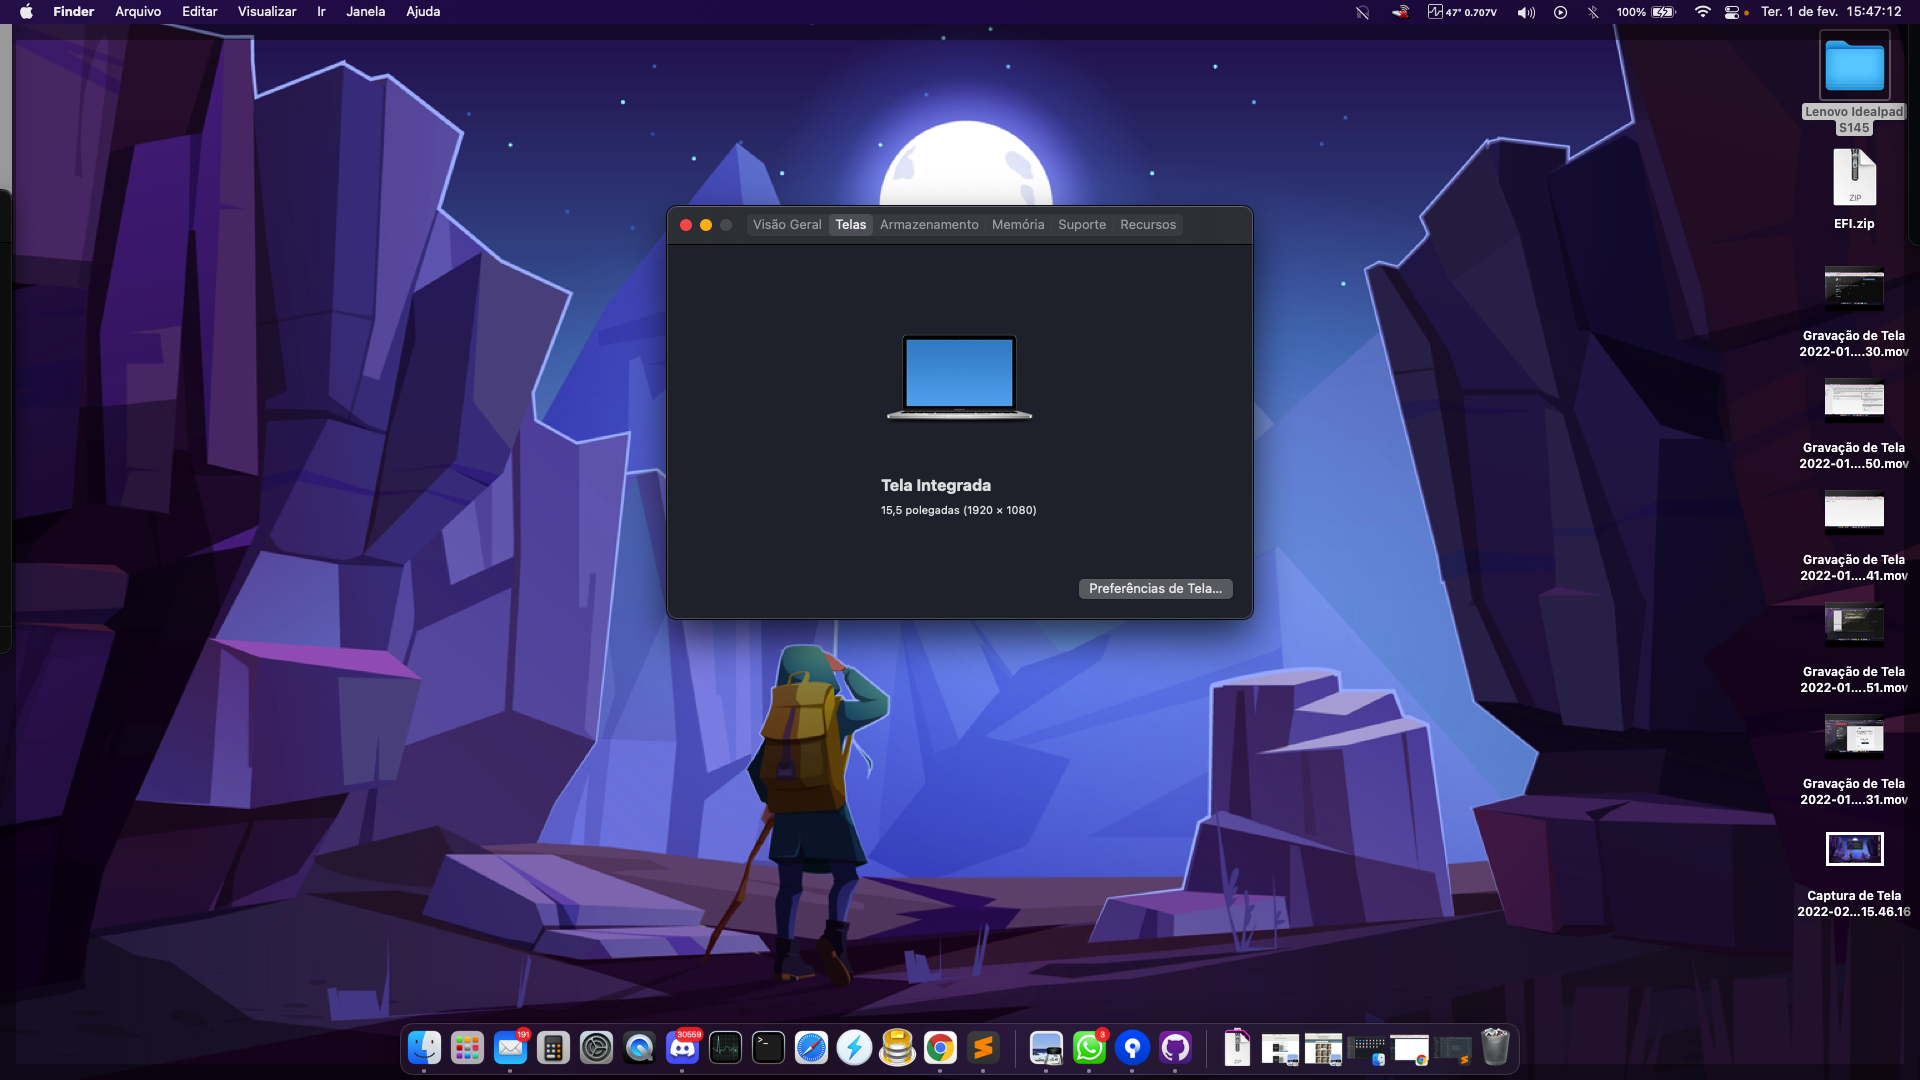 Finder Arquivo Editar Visualizar Ir Janela Ajuda 47° 0.707V 100% Ter. 1 de fev. 15:47:12
Lenovo Idealpad
S145
ZIP
EFI.zip
Visão Geral Telas Armazenamento Memória Suporte Recursos
Tela Integrada
15,5 polegadas (1920 × 1080)
Preferências de Tela...
Gravação de Tela
2022-01....30.mov
Gravação de Tela
2022-01....50.mov
Gravação de Tela
2022-01....41.mov
Gravação de Tela
2022-01....51.mov
Gravação de Tela
2022-01....31.mov
Captura de Tela
2022-02...15.46.16
191 30559 3
ZIP